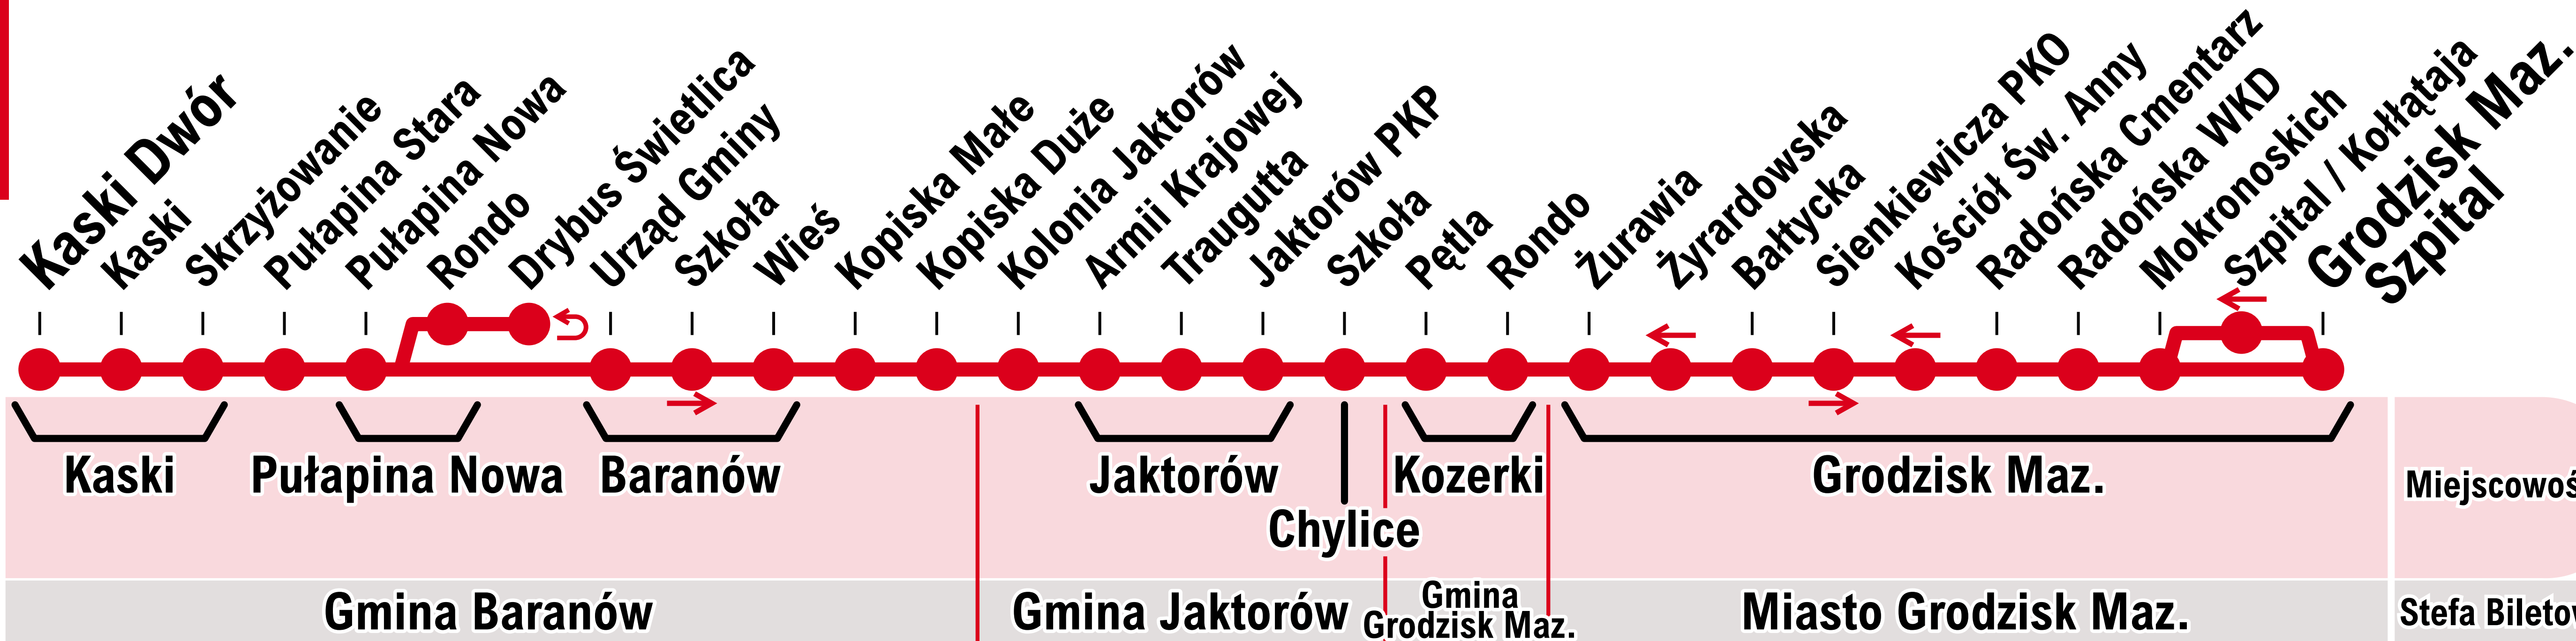 Kaski Dwór
Kaski
Skrzyżowanie
Pułapina Stara
Pułapina Nowa
Rondo
Drybus Świetlica
Urząd Gminy
Szkoła
Wieś
Kopiska Małe
Kopiska Duże
Kolonia Jaktorów
Armii Krajowej
Traugutta
Jaktorów PKP
Szkoła
Pętla
Rondo
Żurawia
Żyrardowska
Bałtycka
Sienkiewicza PKO
Kościół Św. Anny
Radońska Cmentarz
Radońska WKD
Mokronoskich
Szpital / Kołłątaja
Grodzisk Maz.
Szpital
Kaski
Pułapina Nowa
Baranów
Jaktorów
Chylice
Kozerki
Grodzisk Maz.
Miejscowoś
Gmina Baranów
Gmina Jaktorów
Gmina
Grodzisk Maz.
Miasto Grodzisk Maz.
Stefa Biletow